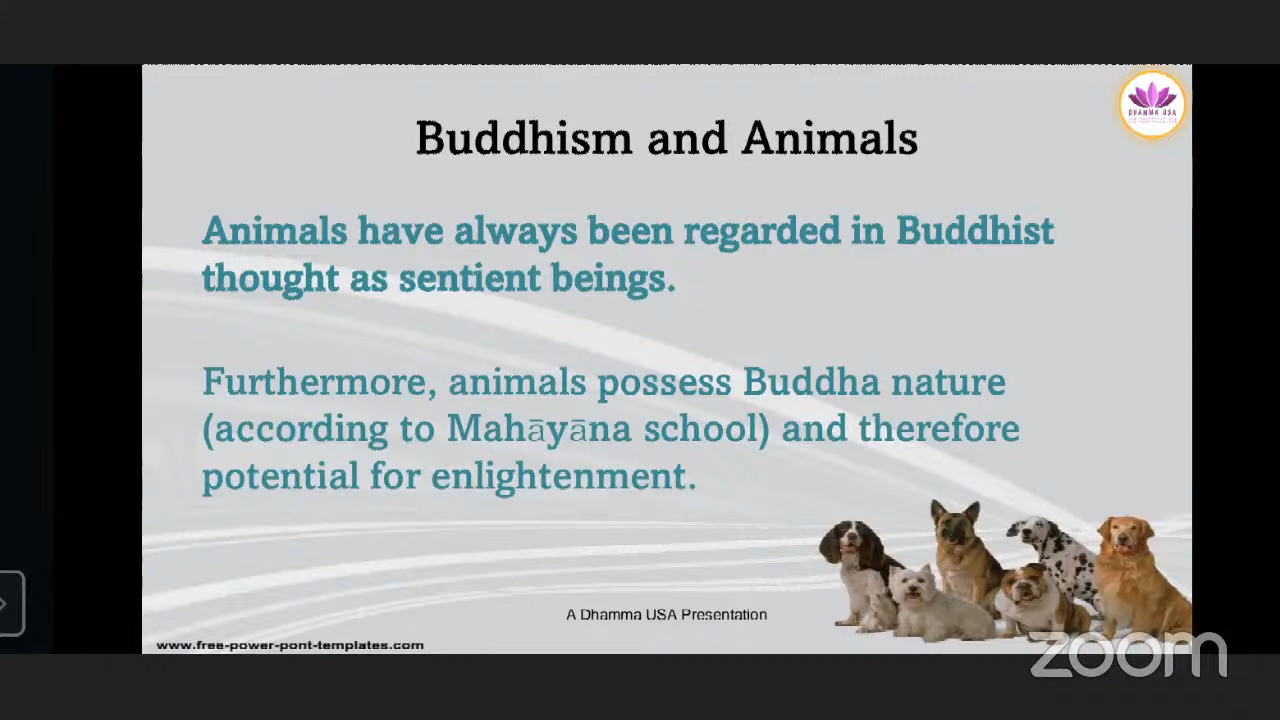 DHAMMA USA
Buddhism and Animals
Animals have always been regarded in Buddhist
thought as sentient beings.
Furthermore, animals possess Buddha nature
(according to Mahāyāna school) and therefore
potential for enlightenment.
A Dhamma USA Presentation
www.free-power-pont-templates.com
zoom